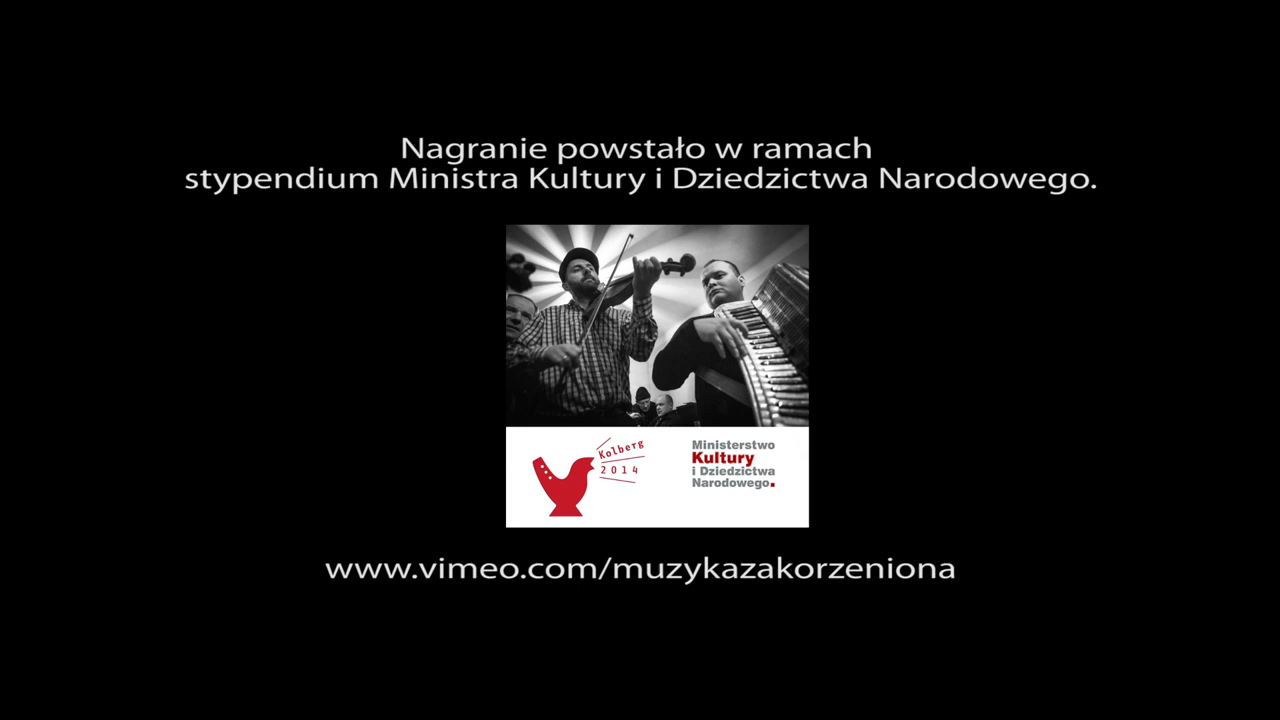 Nagranie powstało w ramach
stypendium Ministra Kultury i Dziedzictwa Narodowego.
Kolberg
2014
Ministerstwo
Kultury
i Dziedzictwa
Narodowego.
www.vimeo.com/muzykazakorzeniona